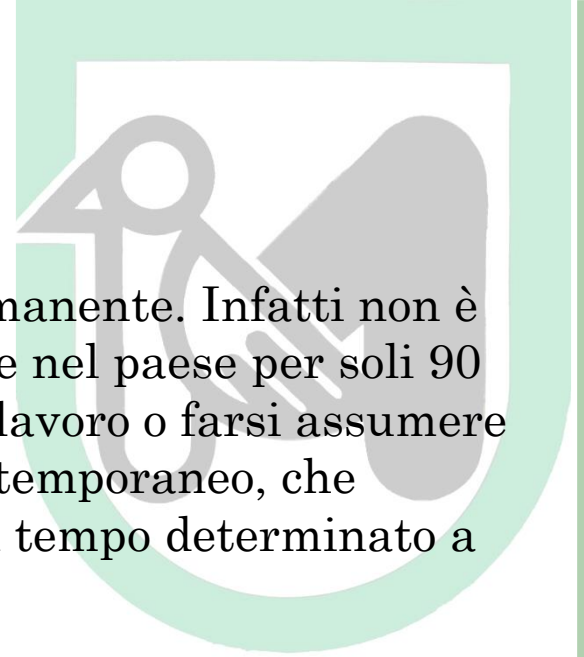 manente. Infatti non è
e nel paese per soli 90
lavoro o farsi assumere
temporaneo, che
tempo determinato a